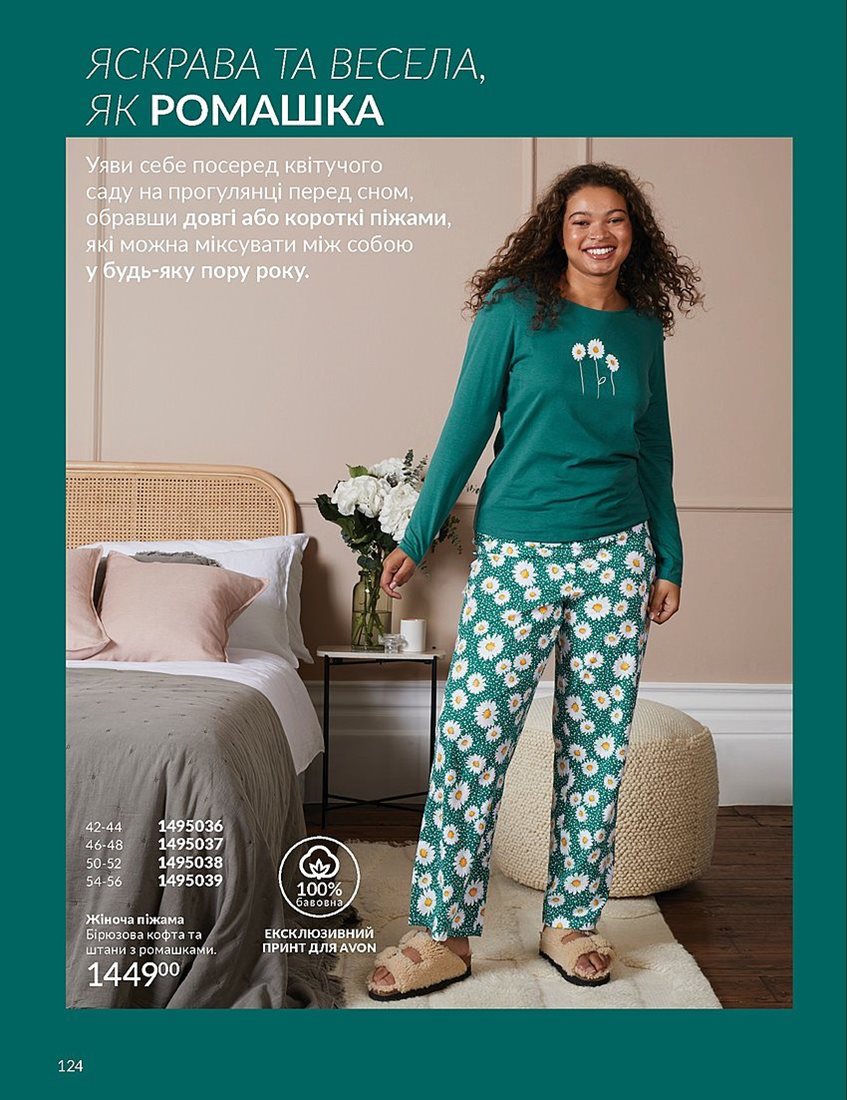 ЯСКРАВА ТА ВЕСЕЛА,
ЯК РОМАШКА
Уяви себе посеред квітучого
саду на прогулянці перед сном,
обравши довгі або короткі піжами,
які можна міксувати між собою
у будь-яку пору року.
42-44 1495036
46-48 1495037
50-52 1495038
54-56 1495039
100%
бавовна
Жіноча піжама
Бірюзова кофта та
штани з ромашками.
1449⁰⁰
ЕКСКЛЮЗИВНИЙ
ПРИНТ ДЛЯ AVON
124